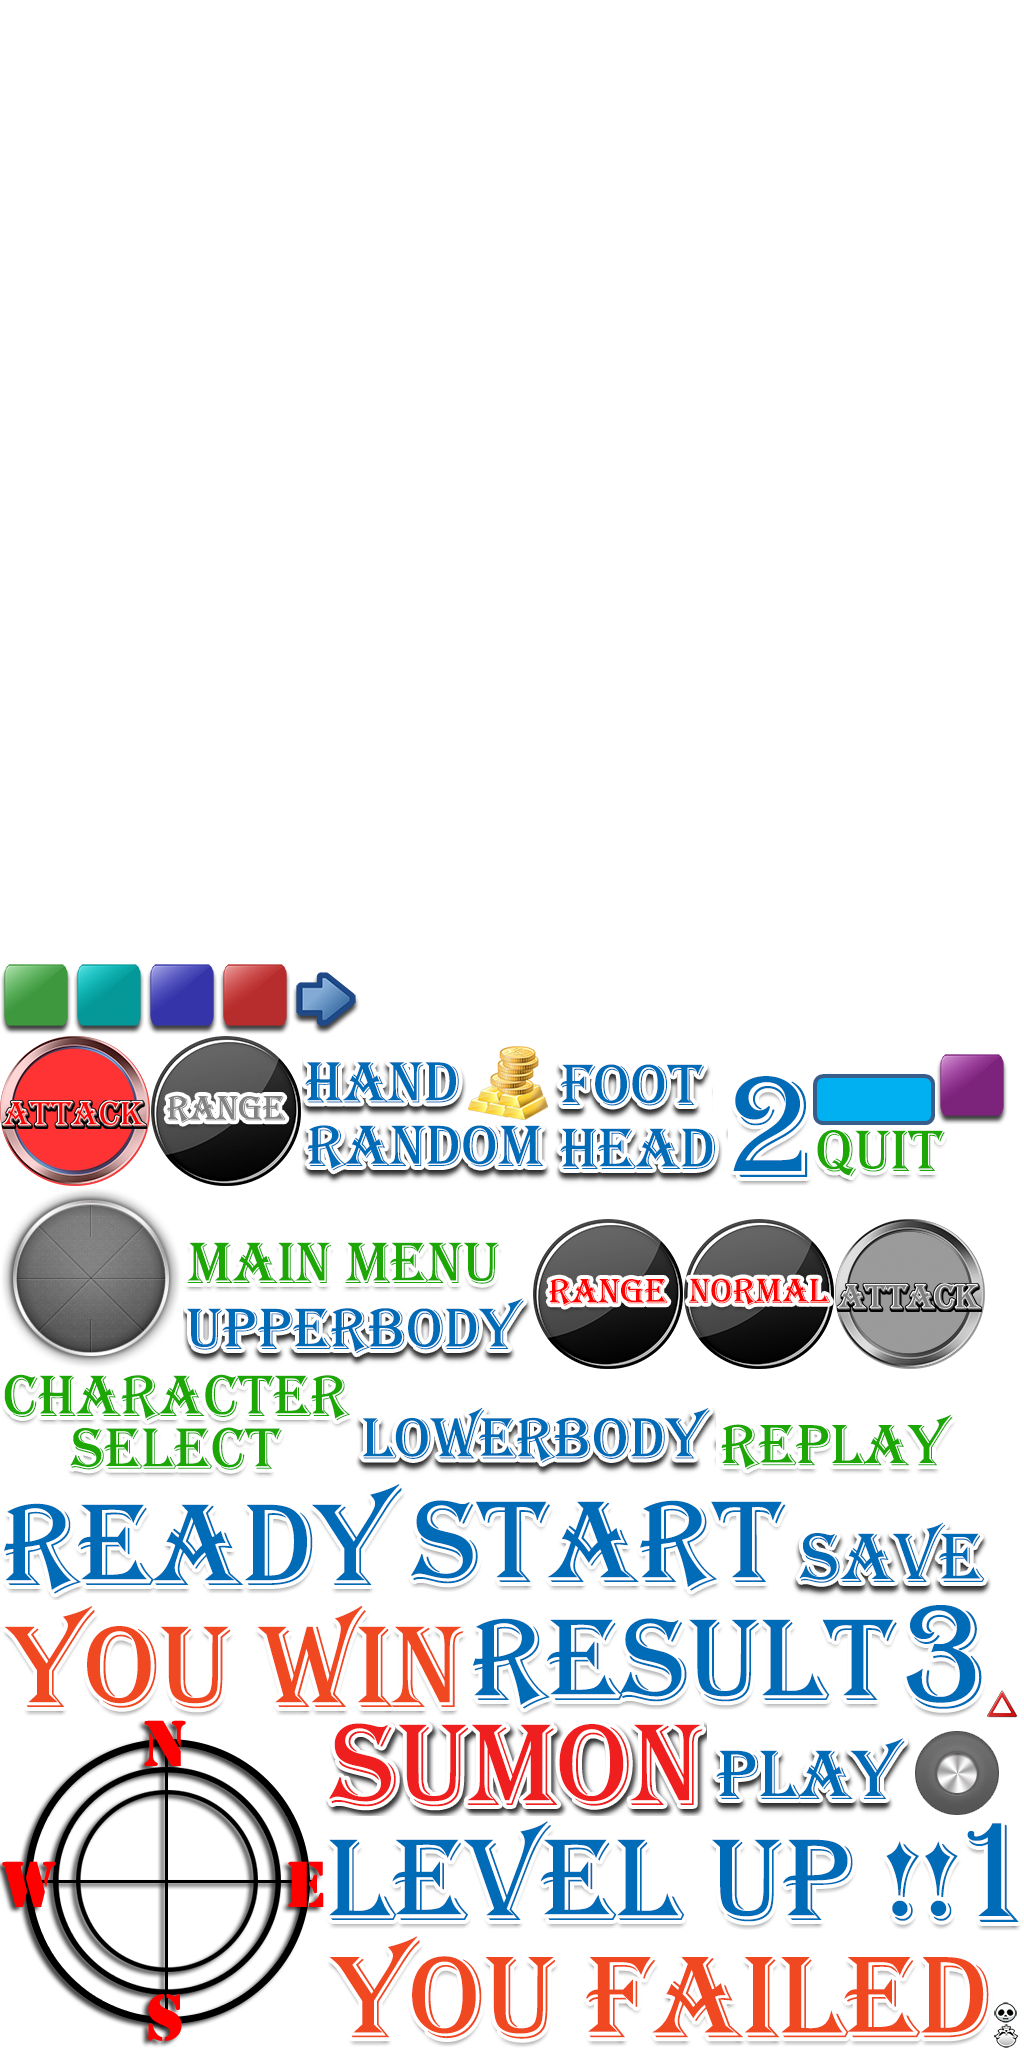 ATTACK
RANGE
HAND
FOOT
RANDOM
HEAD
2
QUIT
MAIN MENU
UPPERBODY
RANGE
NORMAL
ATTACK
CHARACTER
SELECT
LOWERBODY
REPLAY
READY
START
SAVE
YOU WIN
RESULT
3
N
W
E
S
SUMON
PLAY
LEVEL UP !!
1
YOU FAILED